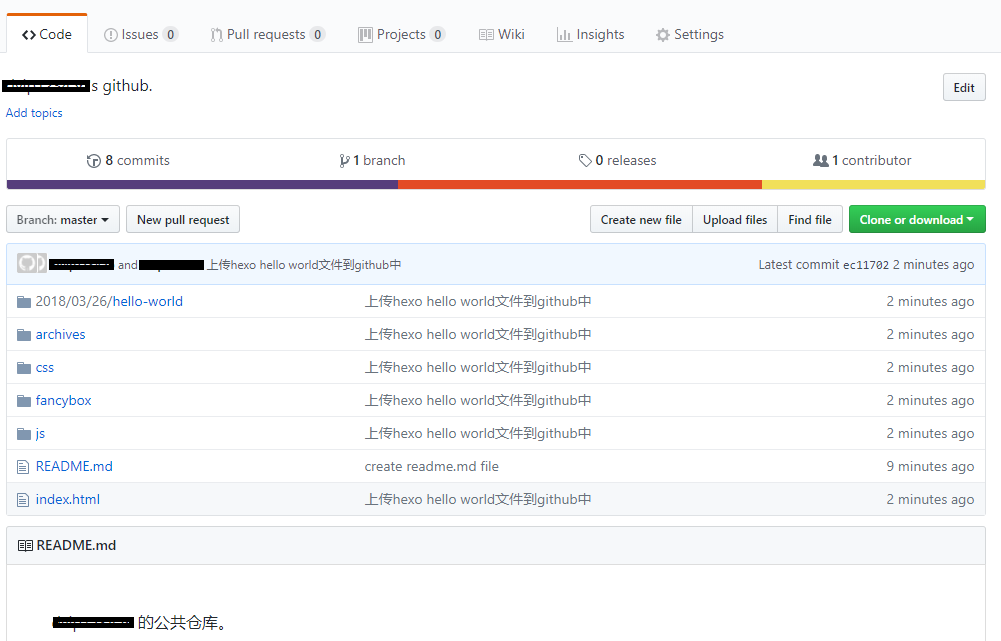 Code Issues 0 Pull requests 0 Projects 0 Wiki Insights Settings
s github.
Edit
Add topics
8 commits 1 branch 0 releases 1 contributor
Branch: master New pull request Create new file Upload files Find file Clone or download
and 上传hexo hello world文件到github中 Latest commit ec11702 2 minutes ago
2018/03/26/hello-world 上传hexo hello world文件到github中 2 minutes ago
archives 上传hexo hello world文件到github中 2 minutes ago
css 上传hexo hello world文件到github中 2 minutes ago
fancybox 上传hexo hello world文件到github中 2 minutes ago
js 上传hexo hello world文件到github中 2 minutes ago
README.md create readme.md file 9 minutes ago
index.html 上传hexo hello world文件到github中 2 minutes ago
README.md
的公共仓库。